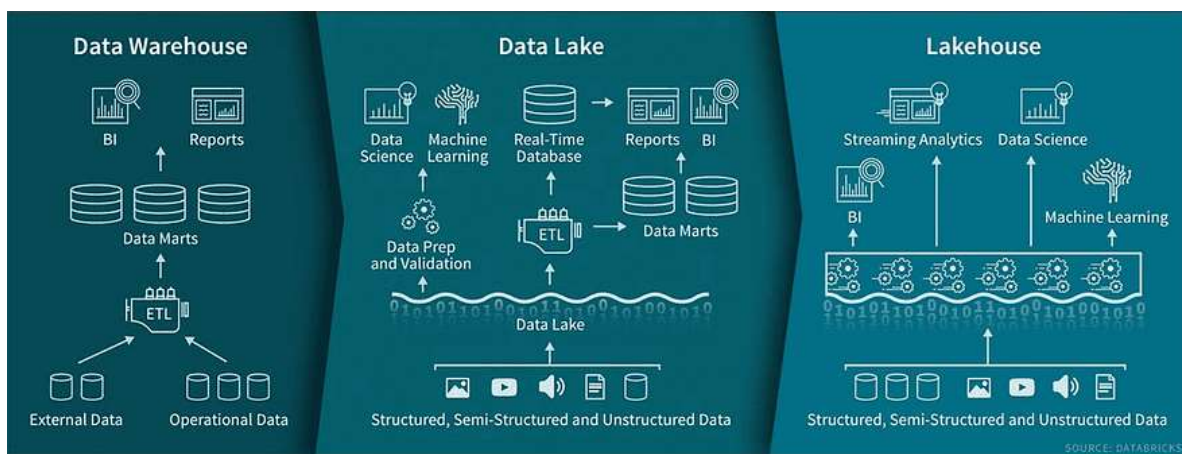 Data Warehouse
BI
Reports
Data Marts
ETL
External Data
Operational Data
Data Lake
Data
Science
Machine
Learning
Real-Time
Database
Reports
BI
Data Prep
and Validation
ETL
Data Marts
Data Lake
Structured, Semi-Structured and Unstructured Data
Lakehouse
Streaming Analytics
Data Science
BI
Machine Learning
Structured, Semi-Structured and Unstructured Data
SOURCE: DATABRICKS